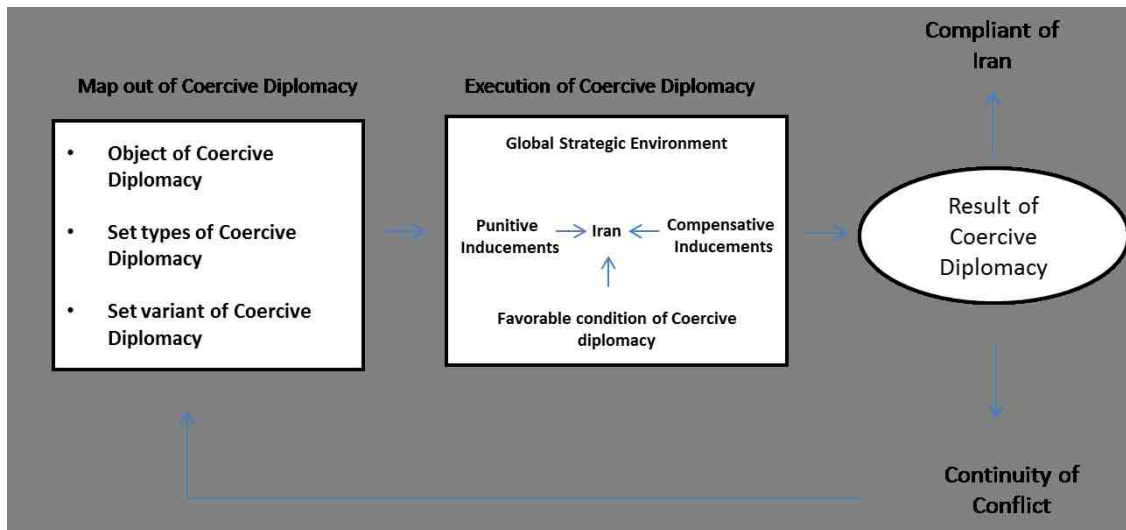 Map out of Coercive Diplomacy
• Object of Coercive
Diplomacy
• Set types of Coercive
Diplomacy
• Set variant of Coercive
Diplomacy
Execution of Coercive Diplomacy
Global Strategic Environment
Punitive
Inducements
Iran
Compensative
Inducements
Favorable condition of Coercive
diplomacy
Compliant of
Iran
Result of
Coercive
Diplomacy
Continuity of
Conflict